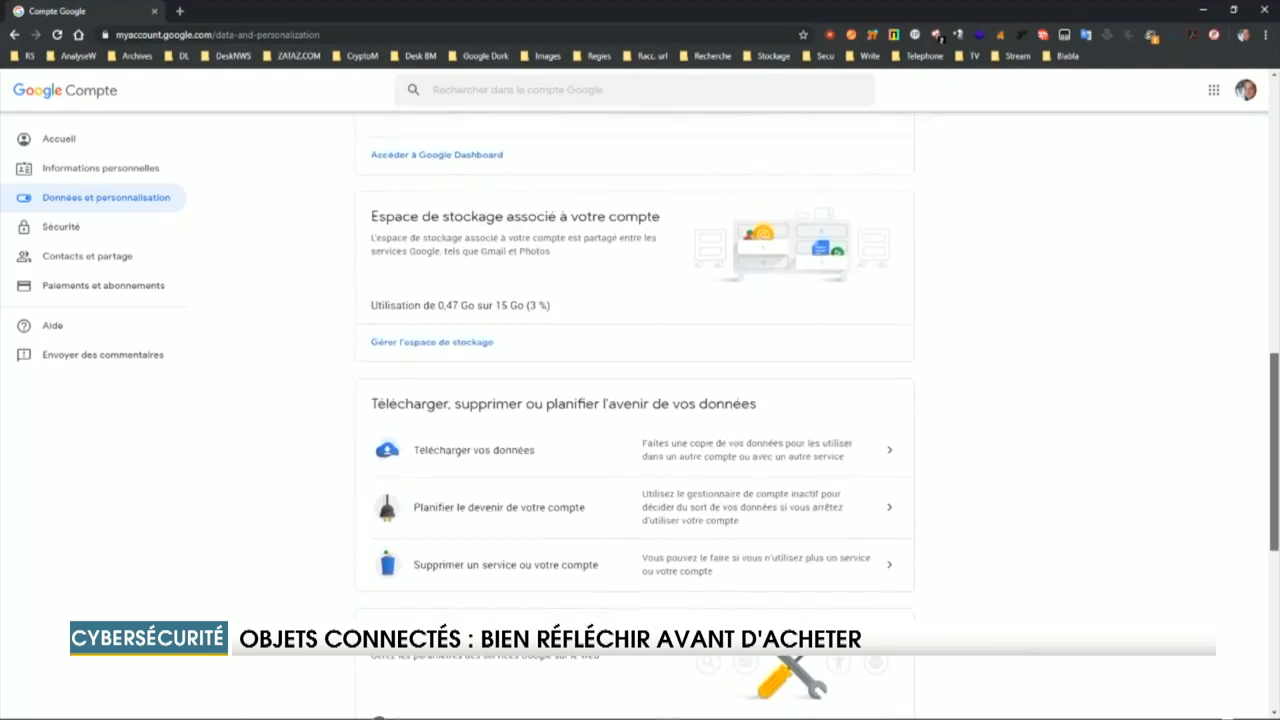 Compte Google
myaccount.google.com/data-and-personalization
RS
AnalyseW
Archives
DL
DeskNWS
ZATAZ.COM
CryptoM
Desk BM
Google Dork
Images
Regies
Racc. url
Recherche
Stockage
Secu
Write
Telephone
TV
Stream
Blabla
Google Compte
Rechercher dans le compte Google
Accueil
Informations personnelles
Données et personnalisation
Sécurité
Contacts et partage
Paiements et abonnements
Aide
Envoyer des commentaires
Accéder à Google Dashboard
Espace de stockage associé à votre compte
L'espace de stockage associé à votre compte est partagé entre les
services Google, tels que Gmail et Photos
Utilisation de 0,47 Go sur 15 Go (3 %)
Gérer l'espace de stockage
Télécharger, supprimer ou planifier l'avenir de vos données
Télécharger vos données
Faites une copie de vos données pour les utiliser
dans un autre compte ou avec un autre service
Planifier le devenir de votre compte
Utilisez le gestionnaire de compte inactif pour
décider du sort de vos données si vous arrêtez
d'utiliser votre compte
Supprimer un service ou votre compte
Vous pouvez le faire si vous n'utilisez plus un service
ou votre compte
CYBERSÉCURITÉ
OBJETS CONNECTÉS : BIEN RÉFLÉCHIR AVANT D'ACHETER
Gérez les paramètres des services Google sur le Web